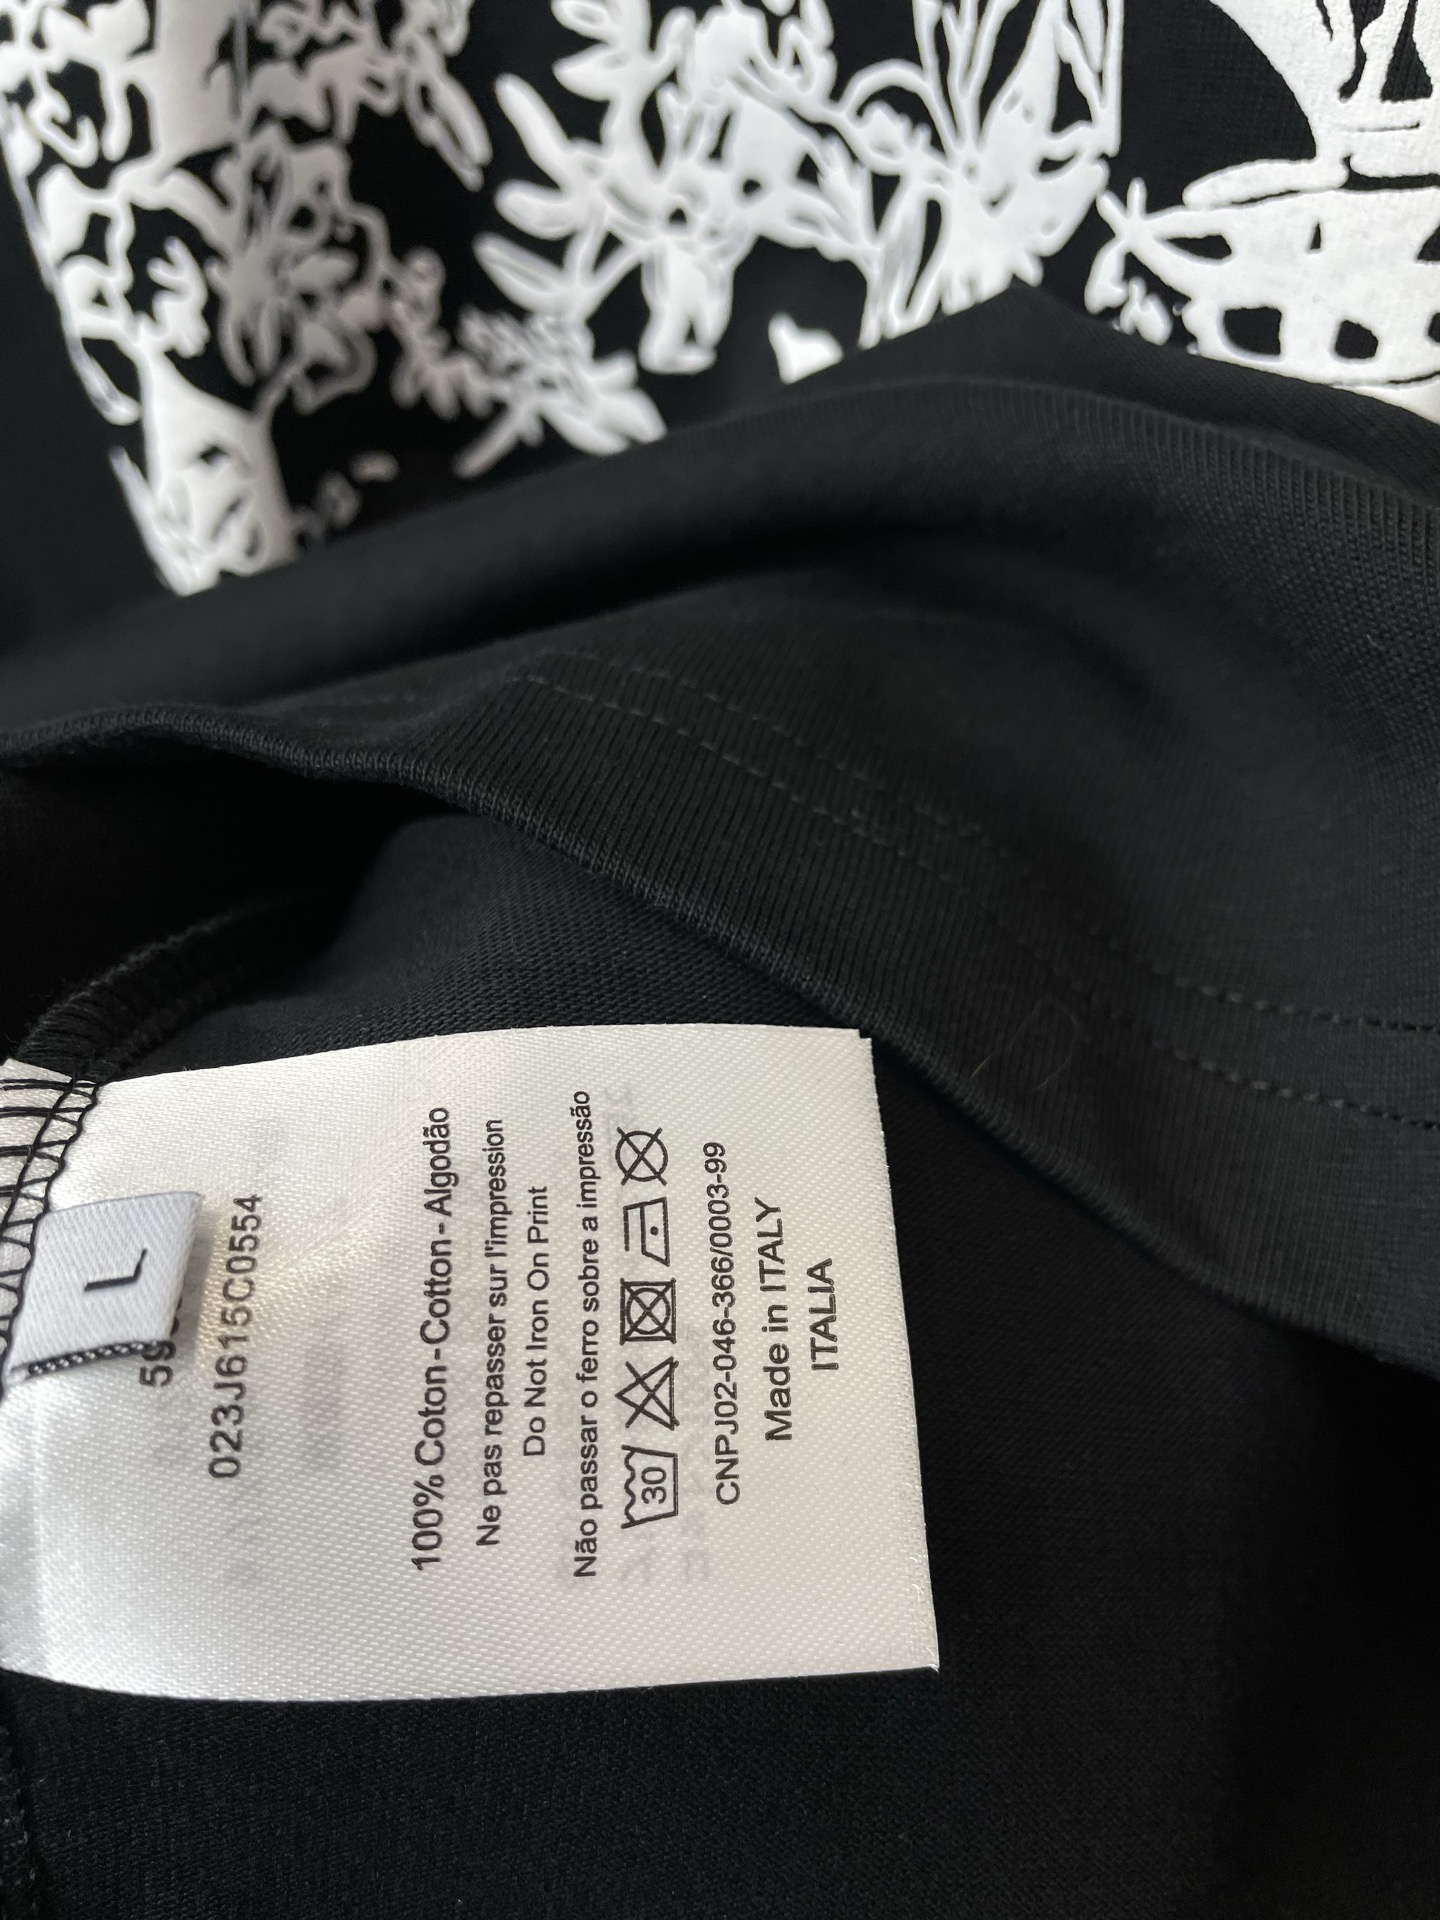 L
023J615C0554
100% Coton-Cotton-Algodão
Ne pas repasser sur l'impression
Do Not Iron On Print
Não passar o ferro sobre a impressão
30
CNPJ02-046-366/0003-99
Made in ITALY
ITALIA